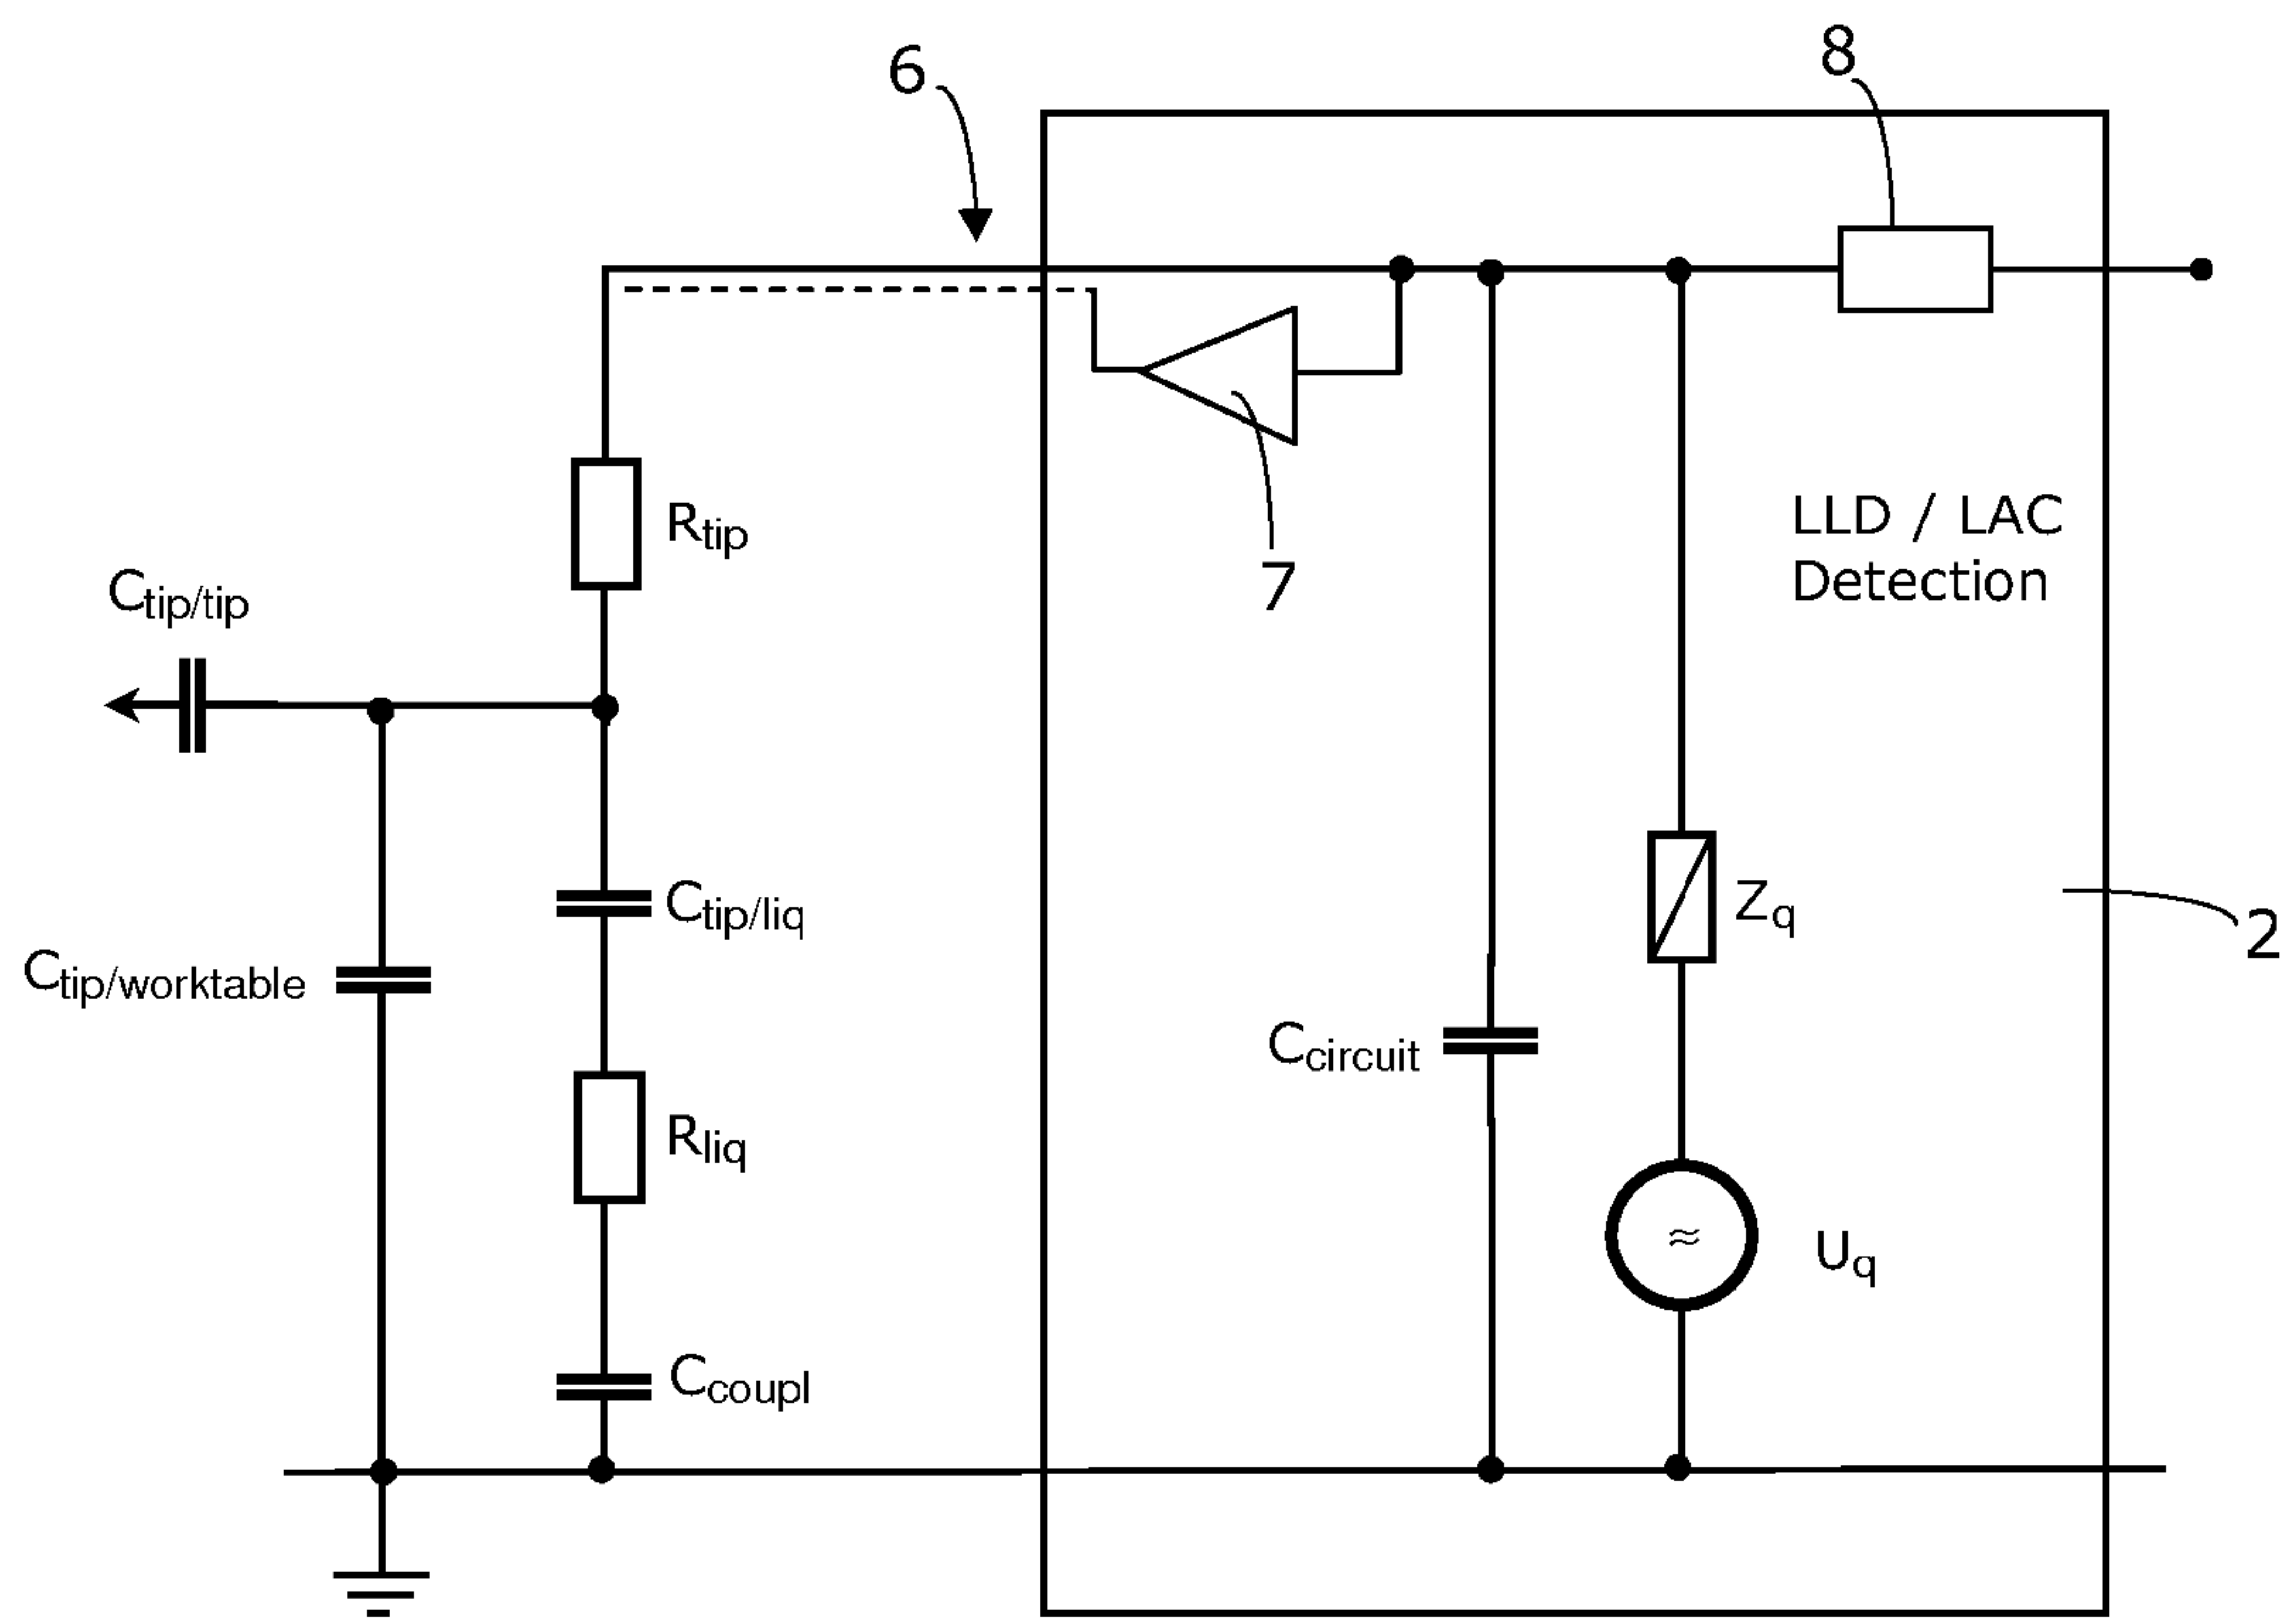 8
6
LLD / LAC
Detection
Rtip
7
Ctip/tip
Ctip/liq
Zq
2
Ctip/worktable
Ccircuit
Rliq
≈
Uq
Ccoupl